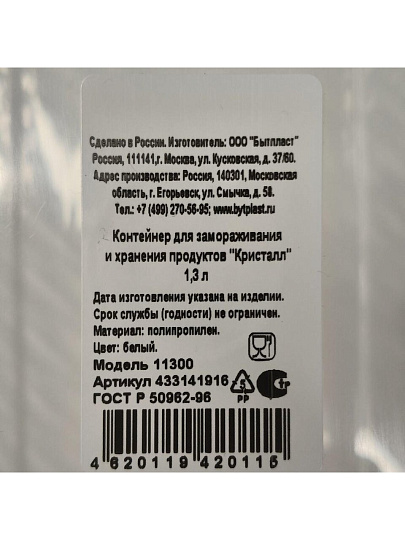 Сделано в России. Изготовитель: ООО "Бытпласт"
Россия, 111141,г. Москва, ул. Кусковская, д. 37/60.
Адрес производства: Россия, 140301, Московская
область, г. Егорьевск, ул. Смычка, д. 58.
Тел.: +7 (499) 270-56-95; www.bytplast.ru
Контейнер для замораживания
и хранения продуктов "Кристалл"
1,3 л
Дата изготовления указана на изделии.
Срок службы (годности) не ограничен.
Материал: полипропилен.
Цвет: белый.
Модель 11300
Артикул 433141916
ГОСТ Р 50962-96
5
PP
4 620119 420115